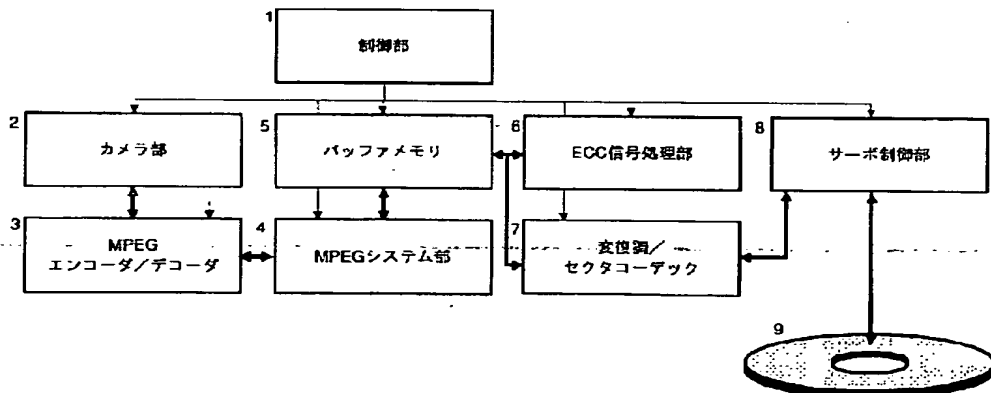 1
制御部
2
カメラ部
5
バッファメモリ
6
ECC信号処理部
8
サーボ制御部
3
MPEG
エンコーダ/デコーダ
4
MPEGシステム部
7
変復調/
セクタコーデック
9